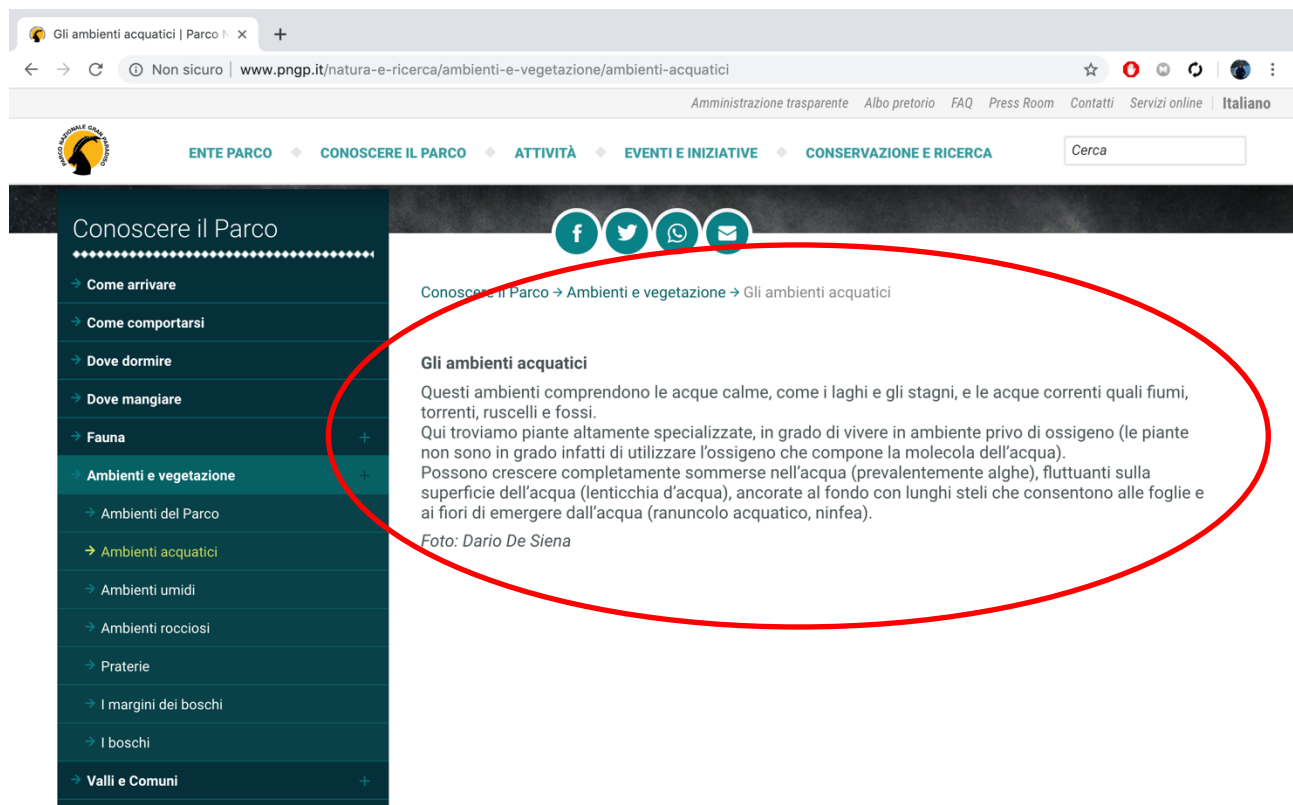 Gli ambienti acquatici | Parco N
Non sicuro | www.pngp.it/natura-e-ricerca/ambienti-e-vegetazione/ambienti-acquatici
Amministrazione trasparente Albo pretorio FAQ Press Room Contatti Servizi online | Italiano
PARCO NAZIONALE GRAN PARADISO
ENTE PARCO CONOSCERE IL PARCO ATTIVITÀ EVENTI E INIZIATIVE CONSERVAZIONE E RICERCA Cerca
Conoscere il Parco
Come arrivare
Come comportarsi
Dove dormire
Dove mangiare
Fauna
Ambienti e vegetazione
Ambienti del Parco
Ambienti acquatici
Ambienti umidi
Ambienti rocciosi
Praterie
I margini dei boschi
I boschi
Valli e Comuni
Conoscere il Parco → Ambienti e vegetazione → Gli ambienti acquatici
Gli ambienti acquatici
Questi ambienti comprendono le acque calme, come i laghi e gli stagni, e le acque correnti quali fiumi,
torrenti, ruscelli e fossi.
Qui troviamo piante altamente specializzate, in grado di vivere in ambiente privo di ossigeno (le piante
non sono in grado infatti di utilizzare l'ossigeno che compone la molecola dell'acqua).
Possono crescere completamente sommerse nell'acqua (prevalentemente alghe), fluttuanti sulla
superficie dell'acqua (lenticchia d'acqua), ancorate al fondo con lunghi steli che consentono alle foglie e
ai fiori di emergere dall'acqua (ranuncolo acquatico, ninfea).
Foto: Dario De Siena